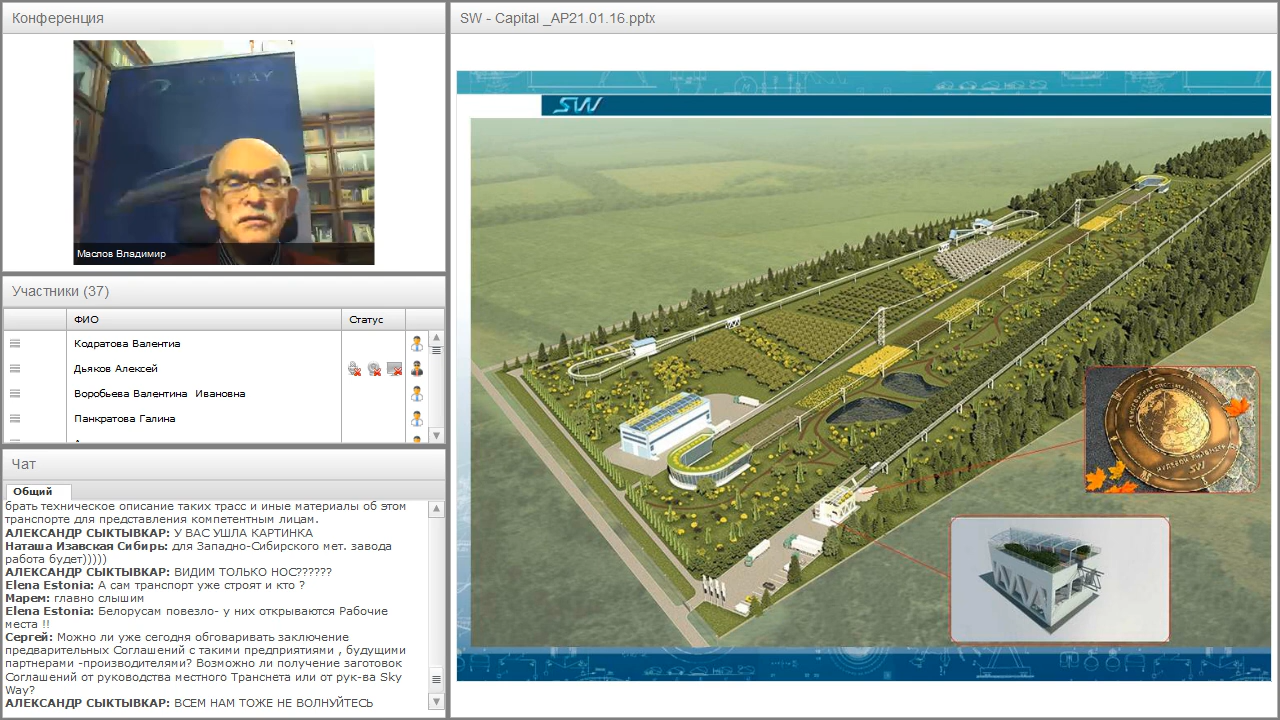 Конференция
WAY
Маслов Владимир
Участники (37)
ФИО
Статус
Кодратова Валентиа
Дьяков Алексей
Воробьева Валентина Ивановна
Панкратова Галина
Чат
Общий
брать техническое описание таких трасс и иные материалы об этом
транспорте для представления компетентным лицам.
АЛЕКСАНДР СЫКТЫВКАР: У ВАС УШЛА КАРТИНКА
Наташа Изавская Сибирь: для Западно-Сибирского мет. завода
работа будет)))))
АЛЕКСАНДР СЫКТЫВКАР: ВИДИМ ТОЛЬКО НОС??????
Elena Estonia: А сам транспорт уже строят и кто ?
Марем: главно слышим
Elena Estonia: Белорусам повезло- у них открываются Рабочие
места !!
Сергей: Можно ли уже сегодня обговаривать заключение
предварительных Соглашений с такими предприятиями , будущими
партнерами -производителями? Возможно ли получение заготовок
Соглашений от руководства местного Транснета или от рук-ва Sky
Way?
АЛЕКСАНДР СЫКТЫВКАР: ВСЕМ НАМ ТОЖЕ НЕ ВОЛНУЙТЕСЬ
SW - Capital _AP21.01.16.pptx
SW
SW